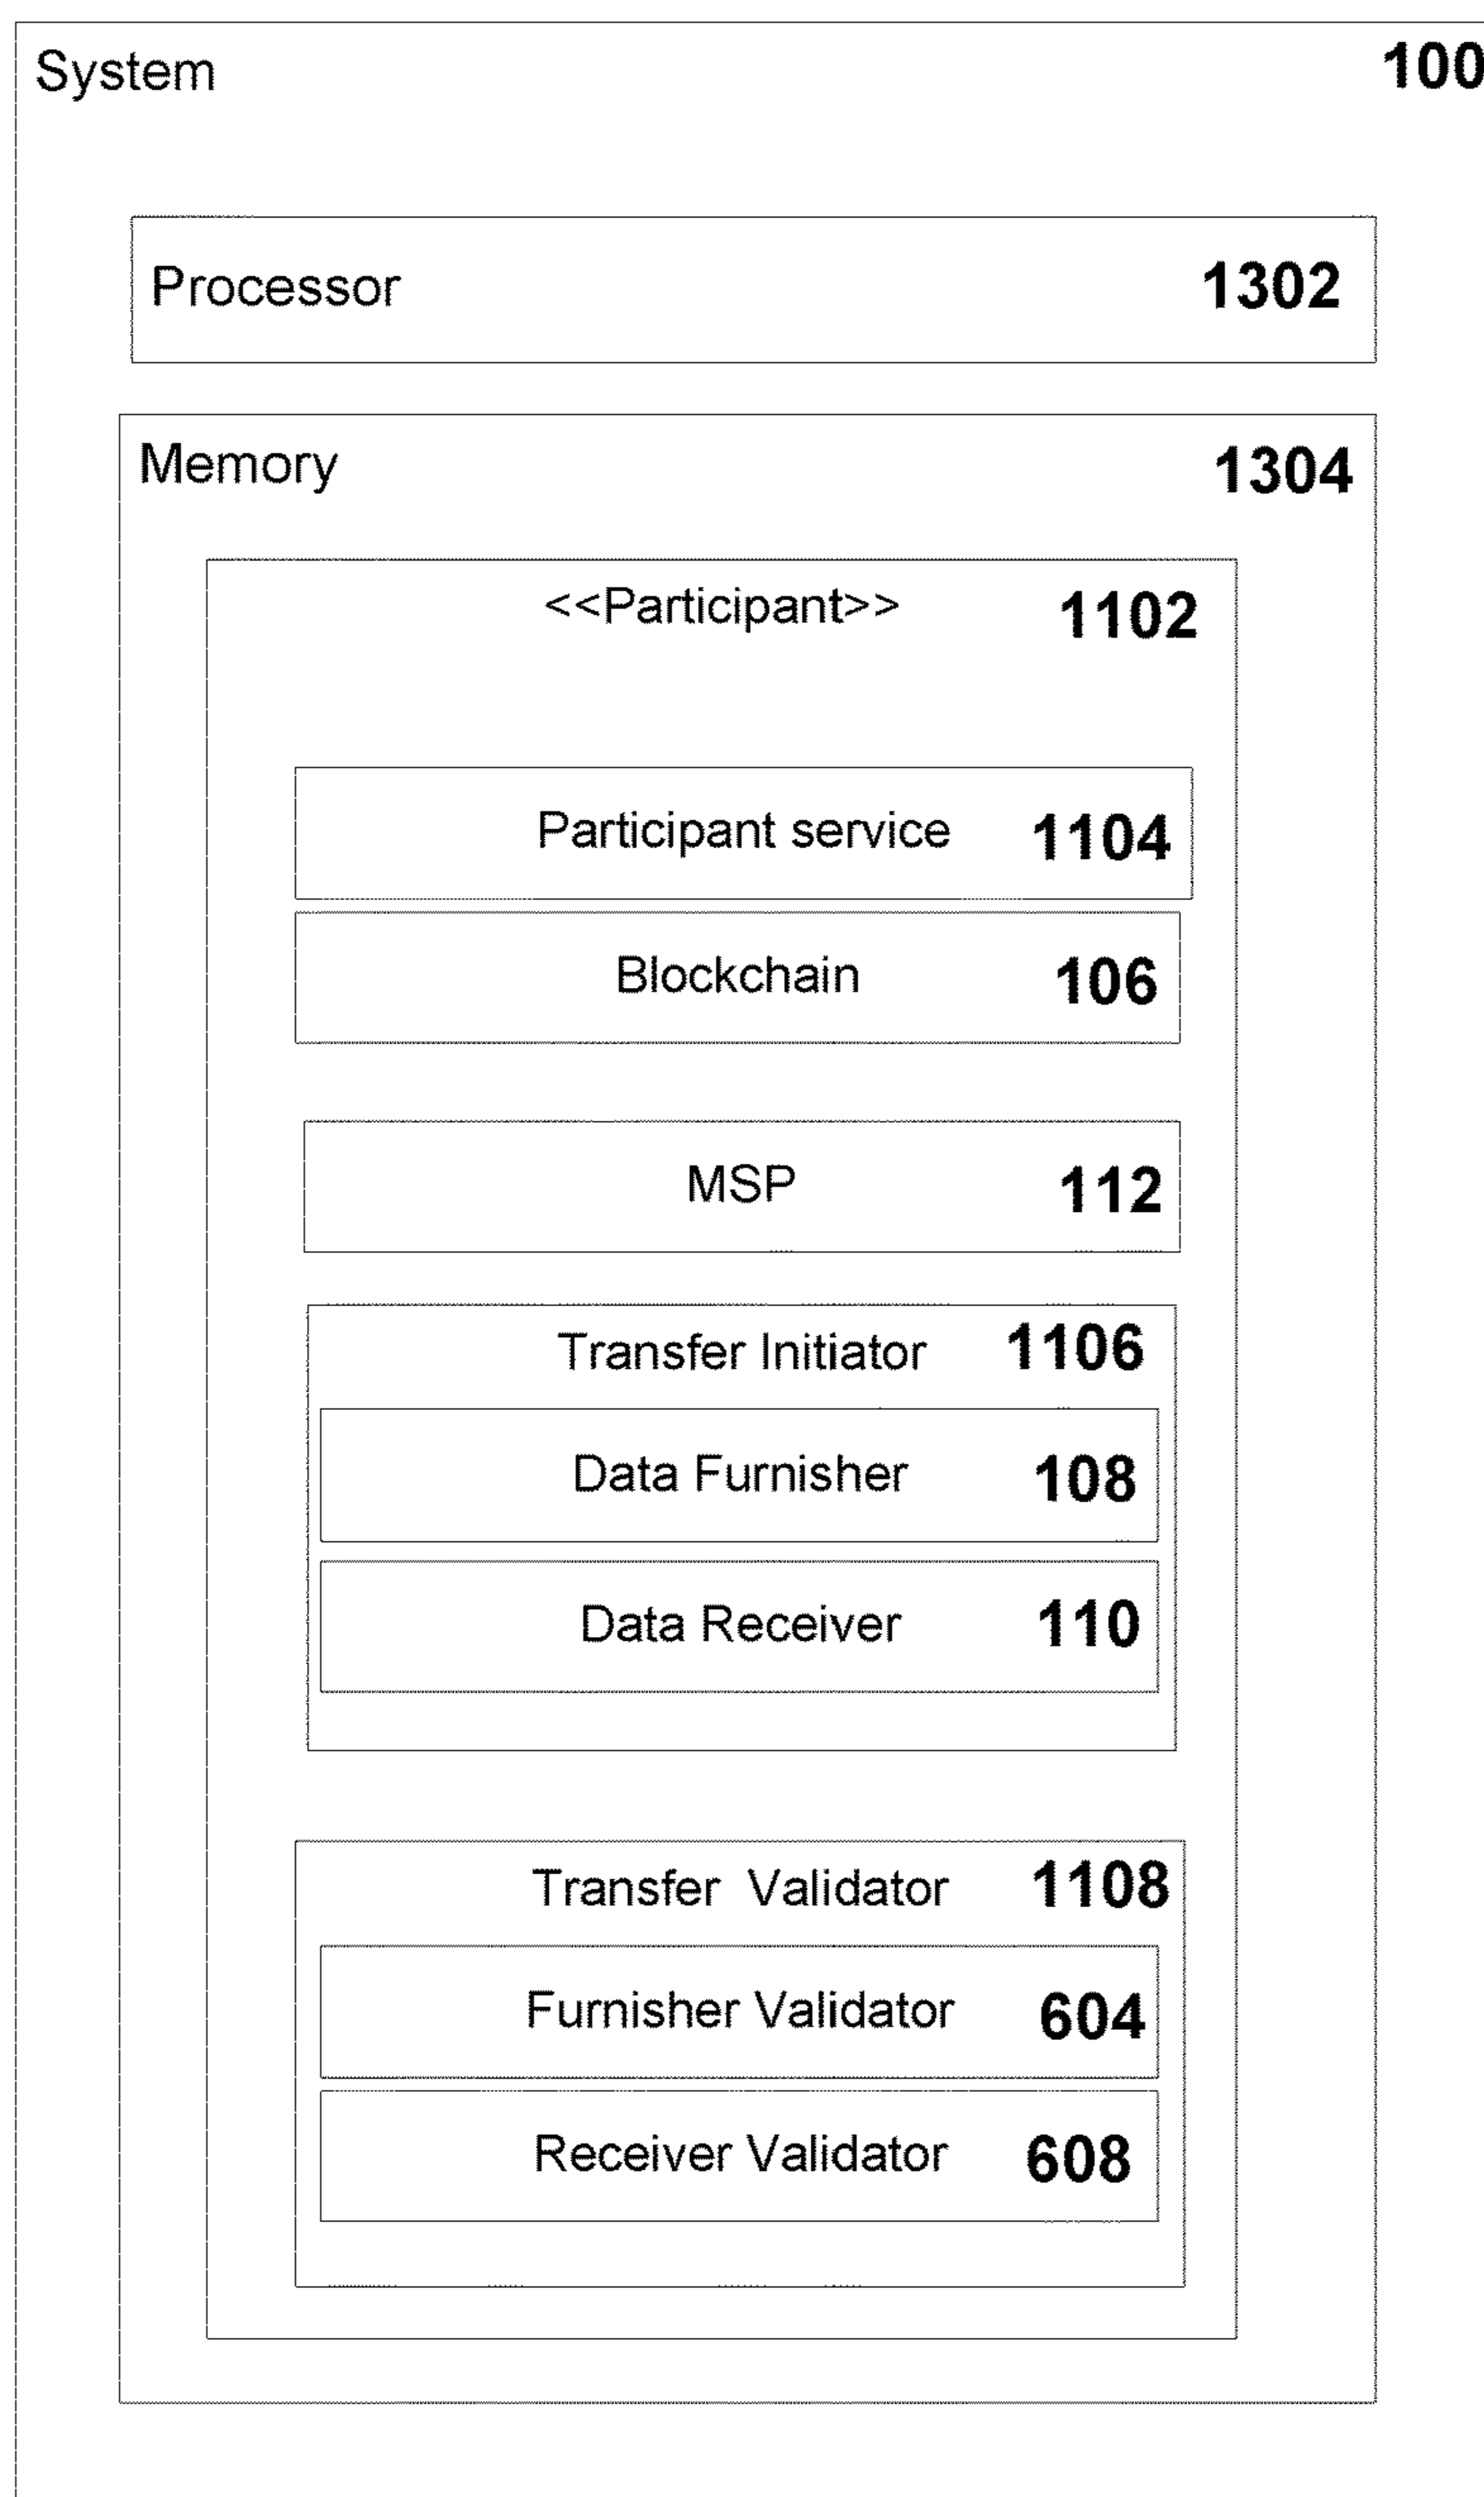 System 100
Processor 1302
Memory 1304
<<Participant>> 1102
Participant service 1104
Blockchain 106
MSP 112
Transfer Initiator 1106
Data Furnisher 108
Data Receiver 110
Transfer Validator 1108
Furnisher Validator 604
Receiver Validator 608